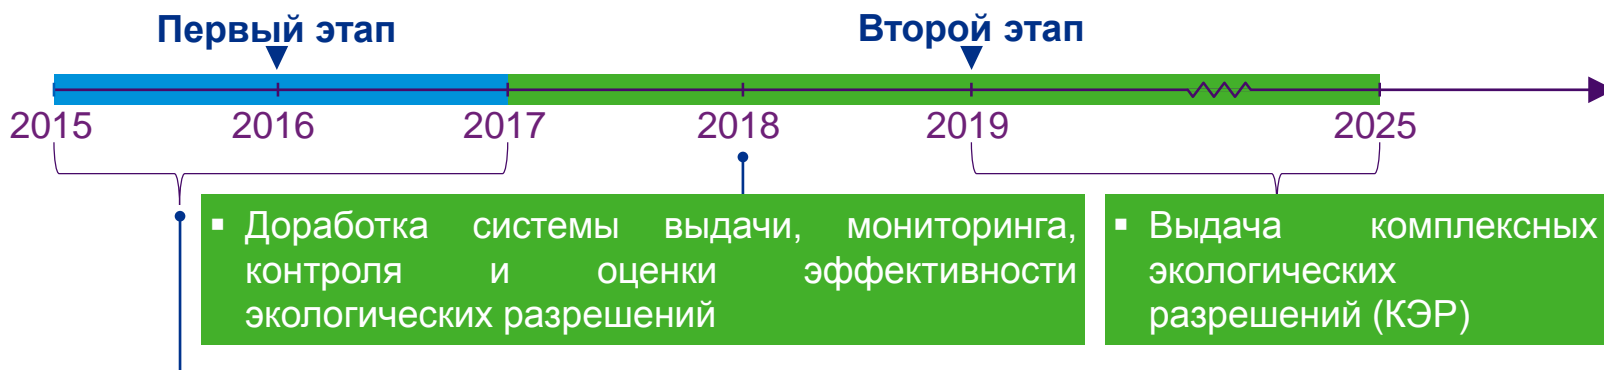 Первый этап
Второй этап
2015
2016
2017
2018
2019
2025
▪ Доработка системы выдачи, мониторинга,
контроля и оценки эффективности
экологических разрешений
▪ Выдача комплексных
экологических
разрешений (КЭР)